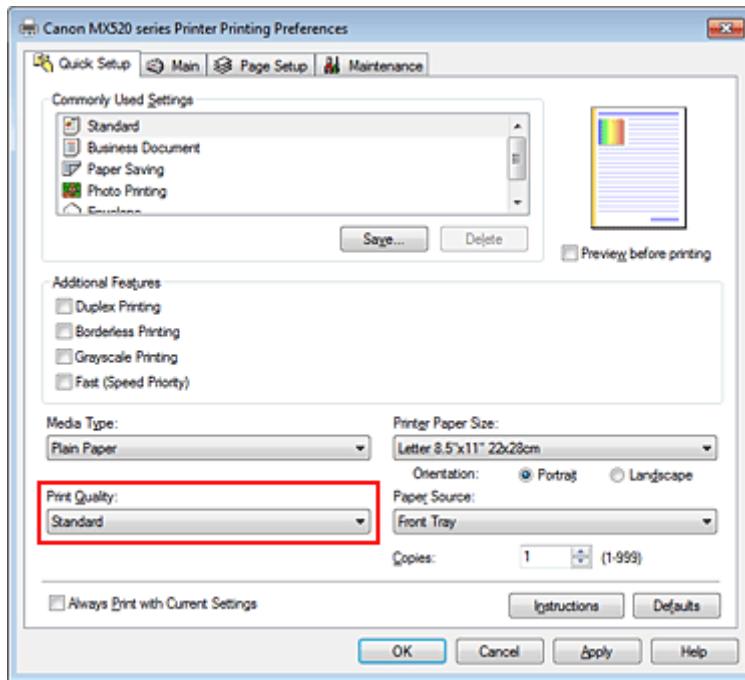 Canon MX520 series Printer Printing Preferences
Quick Setup Main Page Setup Maintenance
Commonly Used Settings
Standard
Business Document
Paper Saving
Photo Printing
Envelope
Save... Delete
Preview before printing
Additional Features
Duplex Printing
Borderless Printing
Grayscale Printing
Fast (Speed Priority)
Media Type: Printer Paper Size:
Plain Paper Letter 8.5"x11" 22x28cm
Orientation: Portrait Landscape
Print Quality: Paper Source:
Standard Front Tray
Copies: 1 (1-999)
Always Print with Current Settings Instructions Defaults
OK Cancel Apply Help